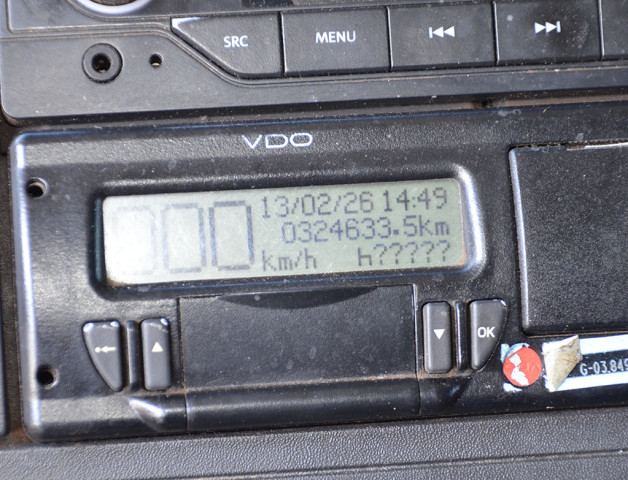 SRC MENU
VDO
000 13/02/26 14:49
0324633.5km
km/h h?????
OK
G-03.849